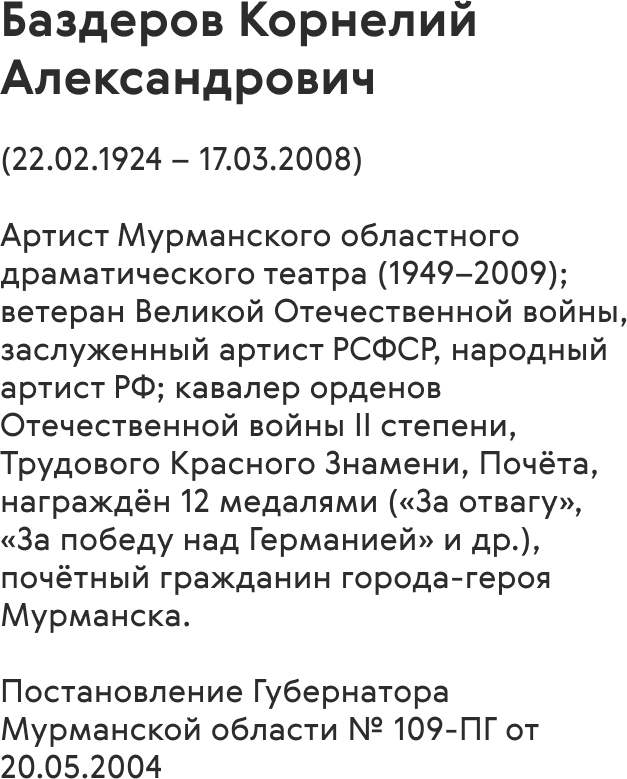 Баздеров Корнелий
Александрович
(22.02.1924 – 17.03.2008)
Артист Мурманского областного
драматического театра (1949–2009);
ветеран Великой Отечественной войны,
заслуженный артист РСФСР, народный
артист РФ; кавалер орденов
Отечественной войны II степени,
Трудового Красного Знамени, Почёта,
награждён 12 медалями («За отвагу»,
«За победу над Германией» и др.),
почётный гражданин города-героя
Мурманска.
Постановление Губернатора
Мурманской области № 109-ПГ от
20.05.2004